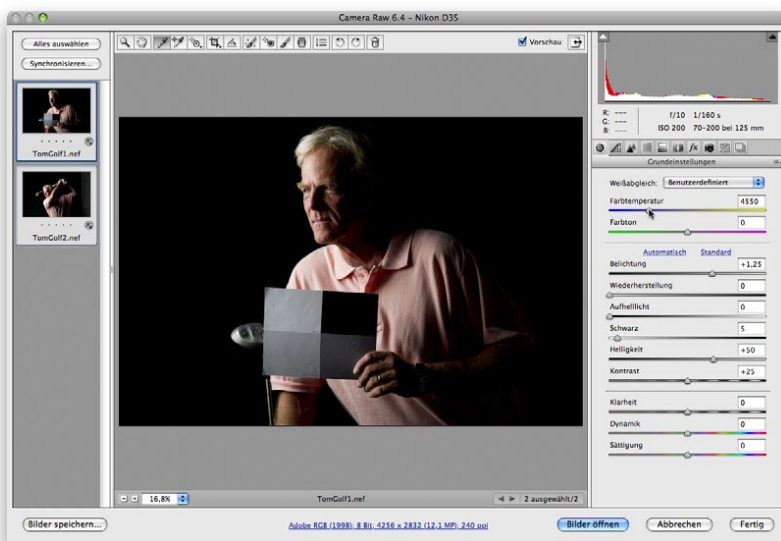 Camera Raw 6.4 – Nikon D3S
Alles auswählen
Synchronisieren...
TomGolf1.nef
TomGolf2.nef
Vorschau
R: ---
G: ---
B: ---
f/10 1/160 s
ISO 200 70-200 bei 125 mm
Grundeinstellungen
Weißabgleich: Benutzerdefiniert
Farbtemperatur 4550
Farbton 0
Automatisch Standard
Belichtung +1,25
Wiederherstellung 0
Aufhelllicht 0
Schwarz 5
Helligkeit +50
Kontrast +25
Klarheit 0
Dynamik 0
Sättigung 0
16,8% TomGolf1.nef 2 ausgewählt/2
Bilder speichern... Adobe RGB (1998); 8 Bit; 4256 x 2832 (12,1 MP); 240 ppi Bilder öffnen Abbrechen Fertig